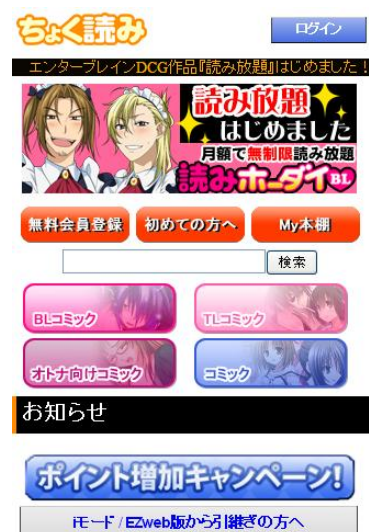 ちょく読み
ログイン
エンターブレインDCG作品『読み放題』はじめました!
読み放題
はじめました
月額で無制限読み放題
読みホーダイBL
無料会員登録
初めての方へ
My本棚
検索
BLコミック
TLコミック
オトナ向けコミック
コミック
お知らせ
ポイント増加キャンペーン!
iモード / EZweb版から引継ぎの方へ